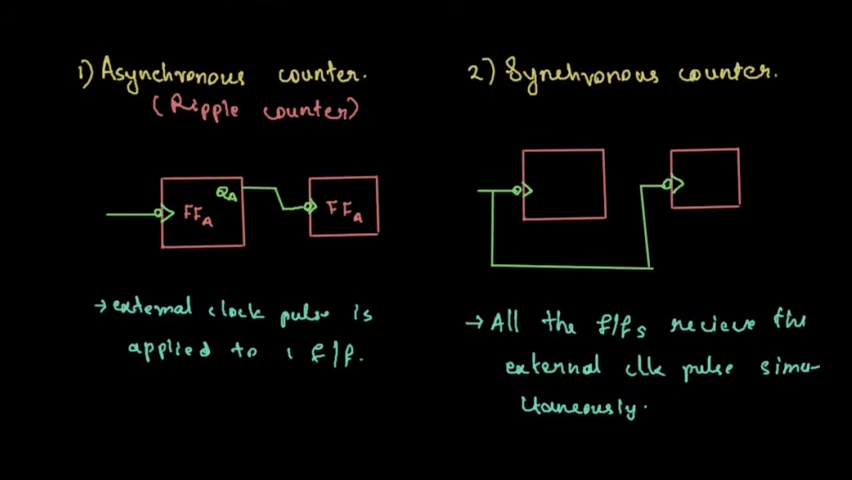 1) Asynchronous counter.
(Ripple counter)
QA
FFA
FFA
→ external clock pulse is
applied to 1 f/f.
2) Synchronous counter.
→ All the f/fs recieve the
external clk pulse simu-
ltaneously.